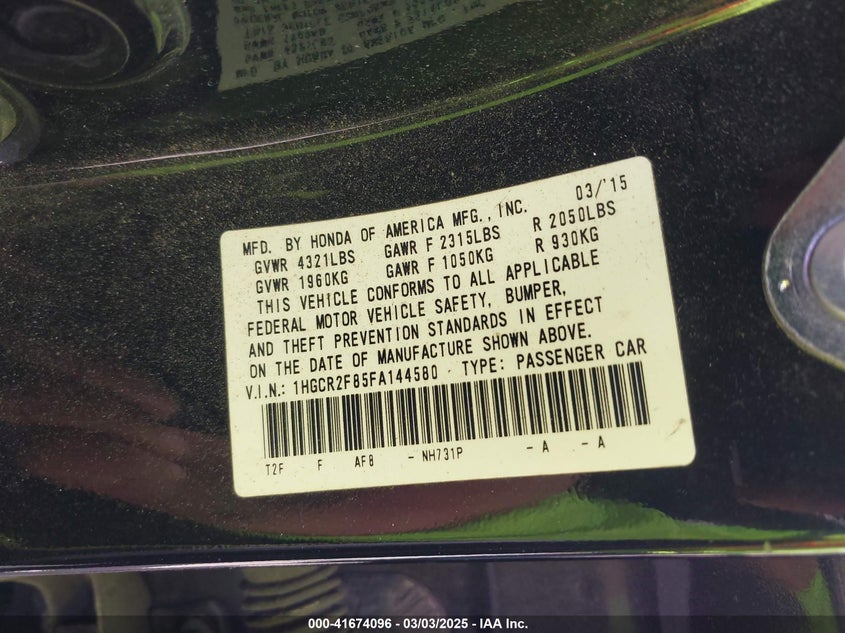 03/'15
MFD. BY HONDA OF AMERICA MFG., INC.
GVWR 4321LBS GAWR F 2315LBS R 2050LBS
GVWR 1960KG GAWR F 1050KG R 930KG
THIS VEHICLE CONFORMS TO ALL APPLICABLE
FEDERAL MOTOR VEHICLE SAFETY, BUMPER,
AND THEFT PREVENTION STANDARDS IN EFFECT
ON THE DATE OF MANUFACTURE SHOWN ABOVE.
V.I.N.: 1HGCR2F85FA144580 TYPE: PASSENGER CAR
T2F F AF8 - NH731P - A - A
000-41674096 - 03/03/2025 - IAA Inc.